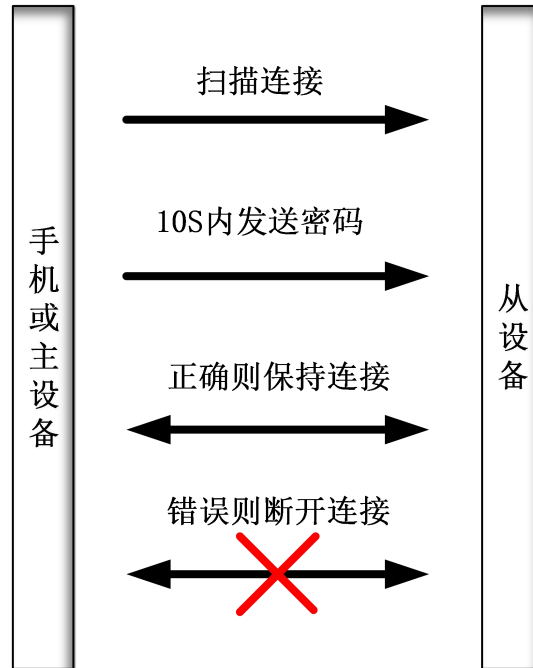 扫描连接
10S内发送密码
手机或主设备
从设备
正确则保持连接
错误则断开连接